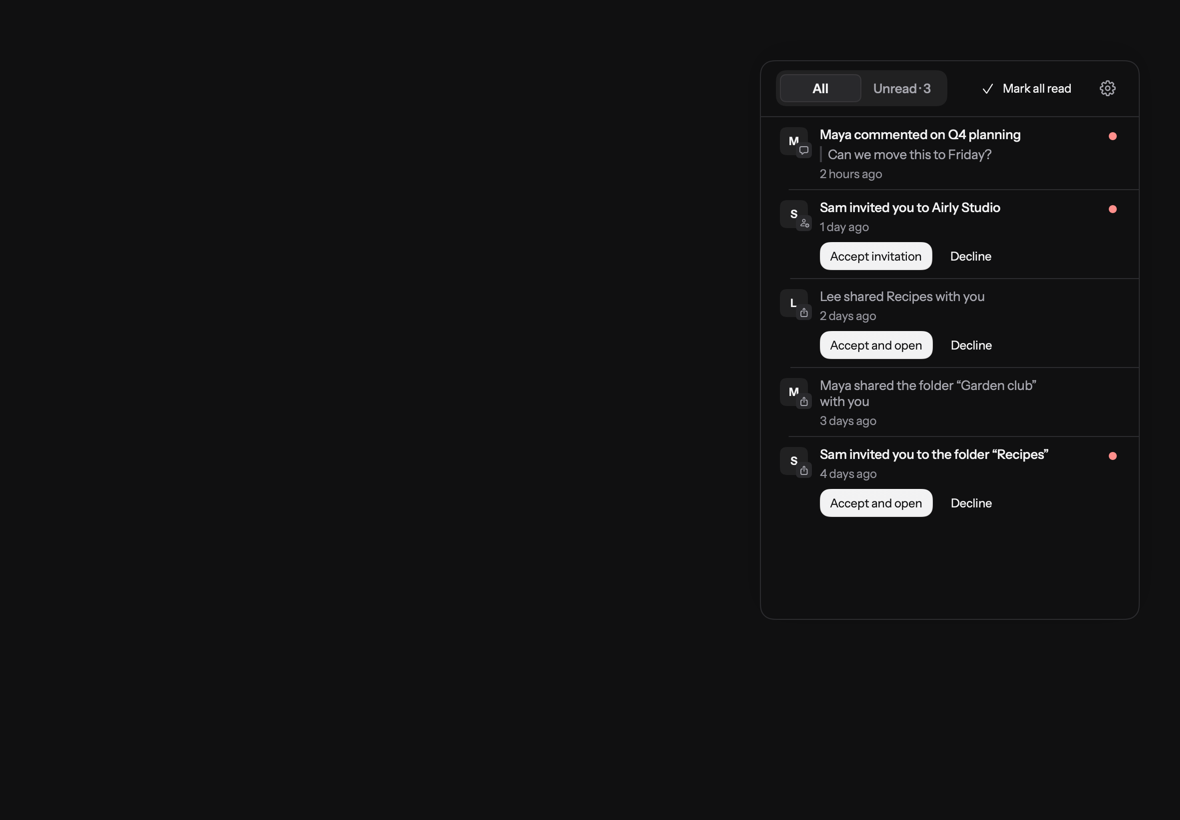 All
Unread · 3
Mark all read
M
Maya commented on Q4 planning
Can we move this to Friday?
2 hours ago
S
Sam invited you to Airly Studio
1 day ago
Accept invitation
Decline
L
Lee shared Recipes with you
2 days ago
Accept and open
Decline
M
Maya shared the folder “Garden club”
with you
3 days ago
S
Sam invited you to the folder “Recipes”
4 days ago
Accept and open
Decline